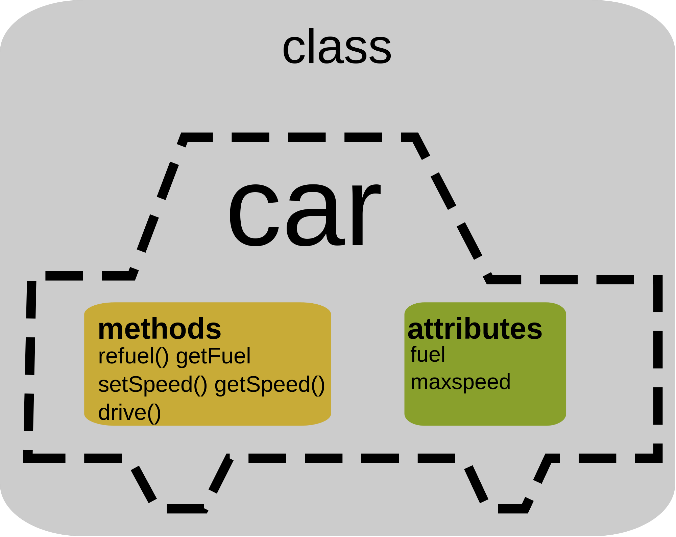 class
car
methods
refuel() getFuel
setSpeed() getSpeed()
drive()
attributes
fuel
maxspeed